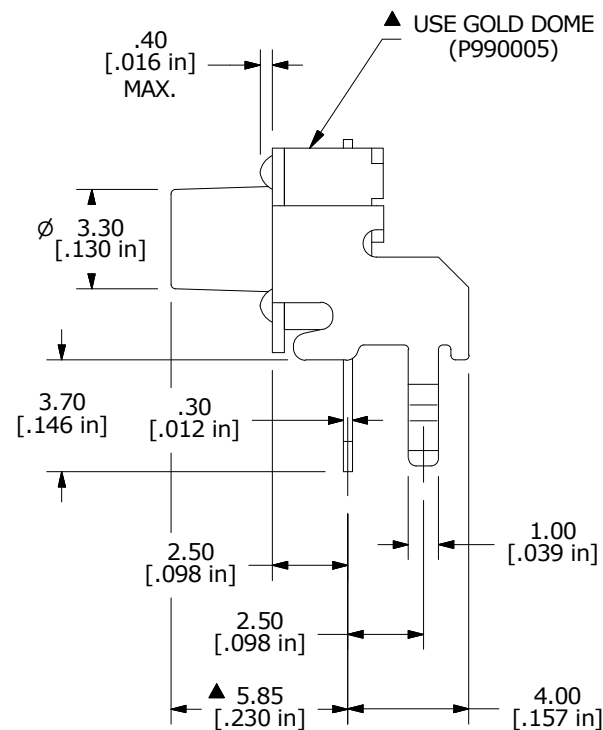 ▲ USE GOLD DOME
(P990005)
.40
[.016 in]
MAX.
Ø 3.30
[.130 in]
3.70
[.146 in]
.30
[.012 in]
1.00
[.039 in]
2.50
[.098 in]
2.50
[.098 in]
▲ 5.85
[.230 in]
4.00
[.157 in]